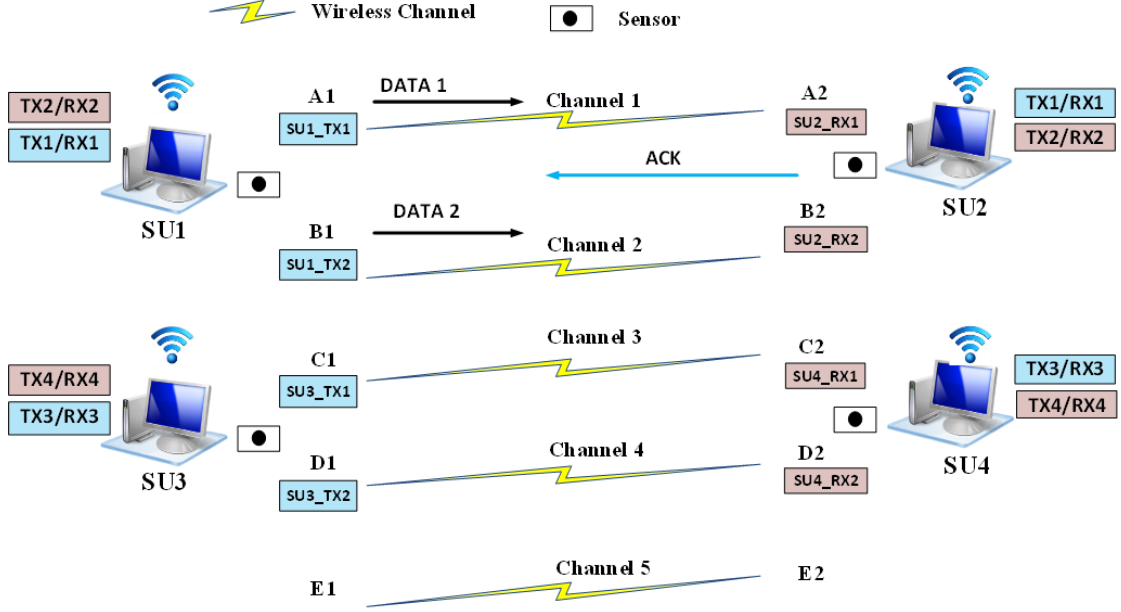 Wireless Channel
Sensor
TX2/RX2
TX1/RX1
SU1
A1
SU1_TX1
DATA 1
Channel 1
A2
SU2_RX1
TX1/RX1
TX2/RX2
SU2
ACK
B1
SU1_TX2
DATA 2
Channel 2
B2
SU2_RX2
TX4/RX4
TX3/RX3
SU3
C1
SU3_TX1
Channel 3
C2
SU4_RX1
TX3/RX3
TX4/RX4
SU4
D1
SU3_TX2
Channel 4
D2
SU4_RX2
E1
Channel 5
E2